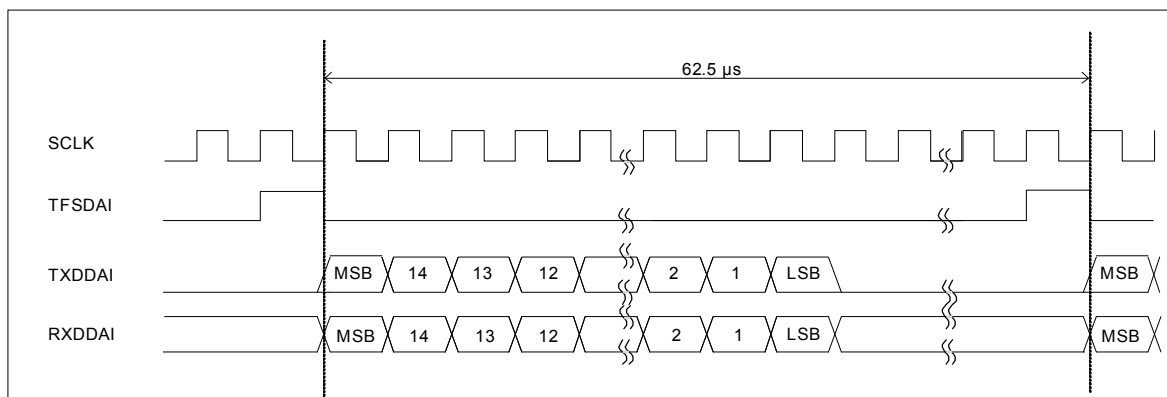 62.5 µs
SCLK
TFSDAI
TXDDAI MSB 14 13 12 2 1 LSB MSB
RXDDAI MSB 14 13 12 2 1 LSB MSB